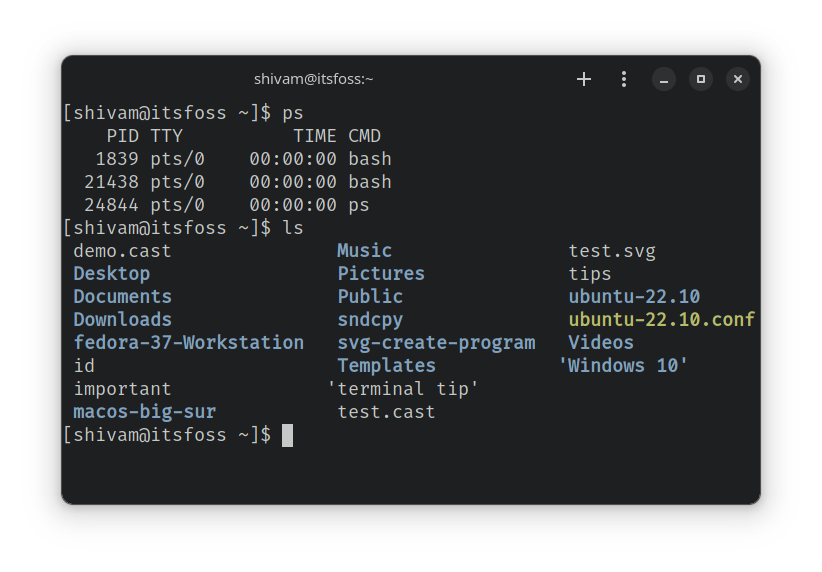 shivam@itsfoss:~
[shivam@itsfoss ~]$ ps
PID TTY TIME CMD
1839 pts/0 00:00:00 bash
21438 pts/0 00:00:00 bash
24844 pts/0 00:00:00 ps
[shivam@itsfoss ~]$ ls
demo.cast Music test.svg
Desktop Pictures tips
Documents Public ubuntu-22.10
Downloads sndcpy ubuntu-22.10.conf
fedora-37-Workstation svg-create-program Videos
id Templates 'Windows 10'
important 'terminal tip'
macos-big-sur test.cast
[shivam@itsfoss ~]$